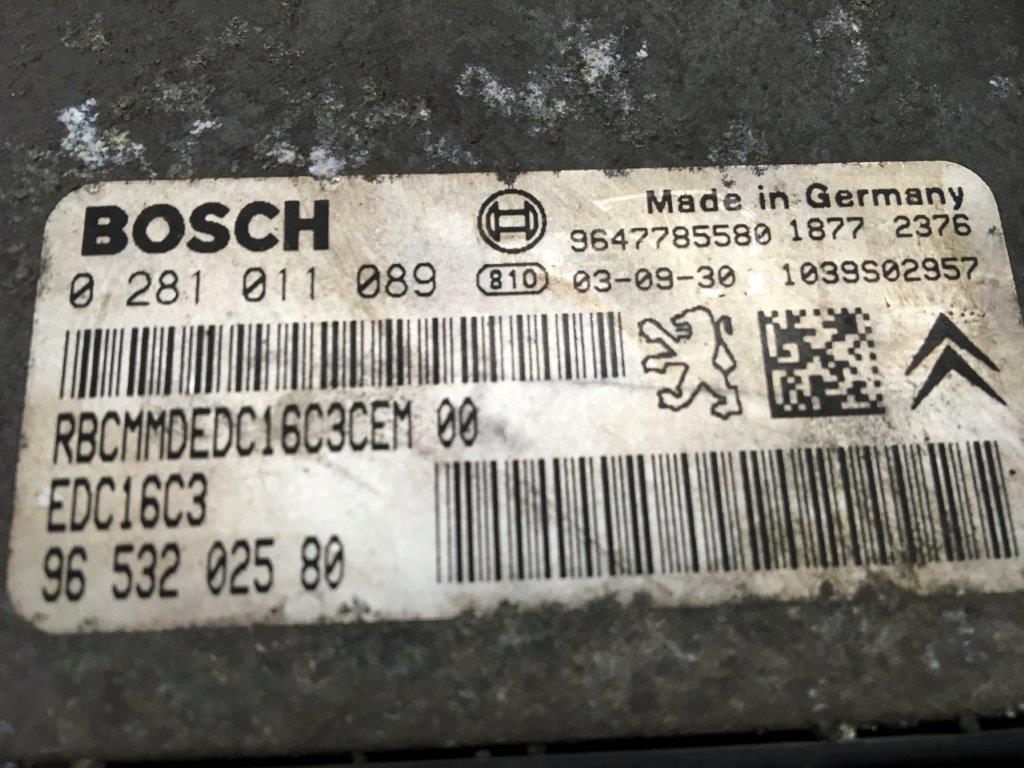 BOSCH
Made in Germany
9647785580 1877 2376
0 281 011 089
810 03-09-30 1039S02957
RBCMMDEDC16C3CEM 00
EDC16C3
96 532 025 80